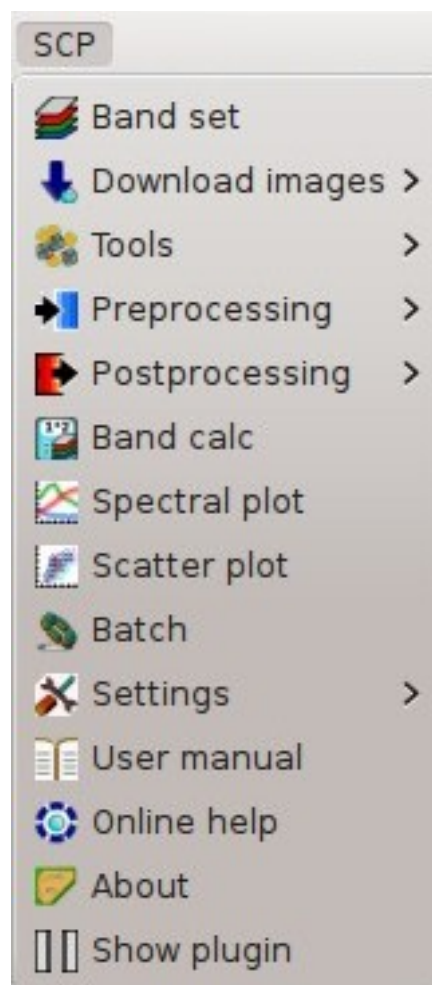 SCP
Band set
Download images >
Tools >
Preprocessing >
Postprocessing >
Band calc
Spectral plot
Scatter plot
Batch
Settings >
User manual
Online help
About
Show plugin